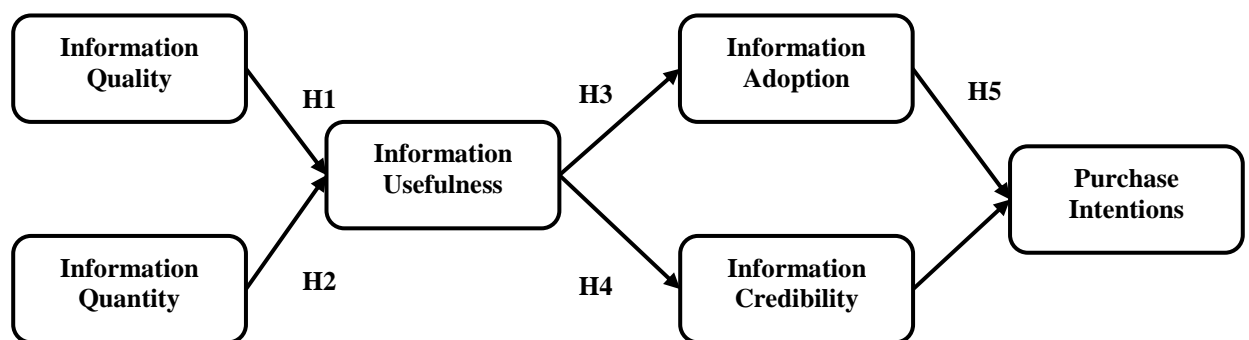 Information
Quality
H1
Information
Quantity
H2
Information
Usefulness
H3
H4
Information
Adoption
Information
Credibility
H5
Purchase
Intentions